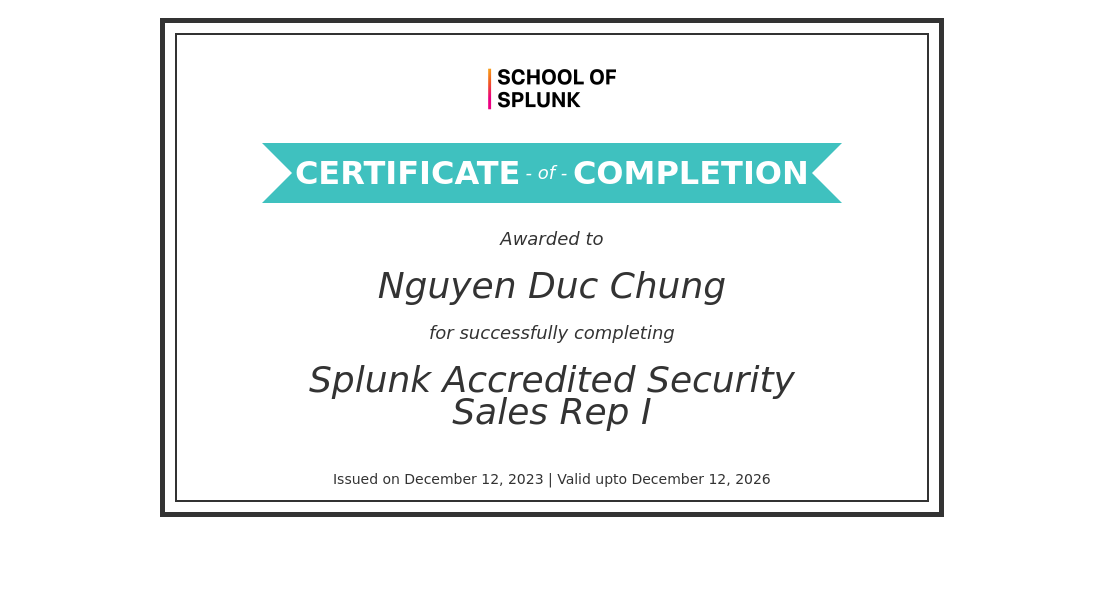 SCHOOL OF
SPLUNK
CERTIFICATE - of - COMPLETION
Awarded to
Nguyen Duc Chung
for successfully completing
Splunk Accredited Security
Sales Rep I
Issued on December 12, 2023 | Valid upto December 12, 2026